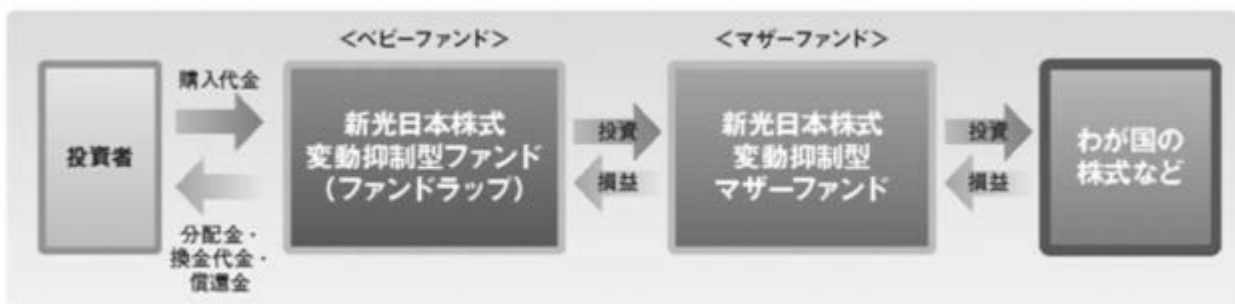 <ベビーファンド>
<マザーファンド>
投資者
購入代金
分配金・
換金代金・
償還金
新光日本株式
変動抑制型ファンド
(ファンドラップ)
投資
損益
新光日本株式
変動抑制型
マザーファンド
投資
損益
わが国の
株式など